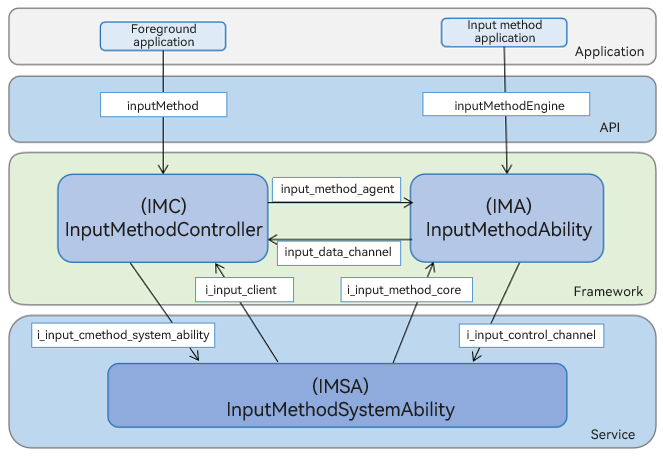 Foreground
application
Input method
application
Application
inputMethod
inputMethodEngine
API
(IMC)
InputMethodController
input_method_agent
(IMA)
InputMethodAbility
input_data_channel
i_input_client
i_input_method_core
Framework
i_input_cmethod_system_ability
i_input_control_channel
(IMSA)
InputMethodSystemAbility
Service